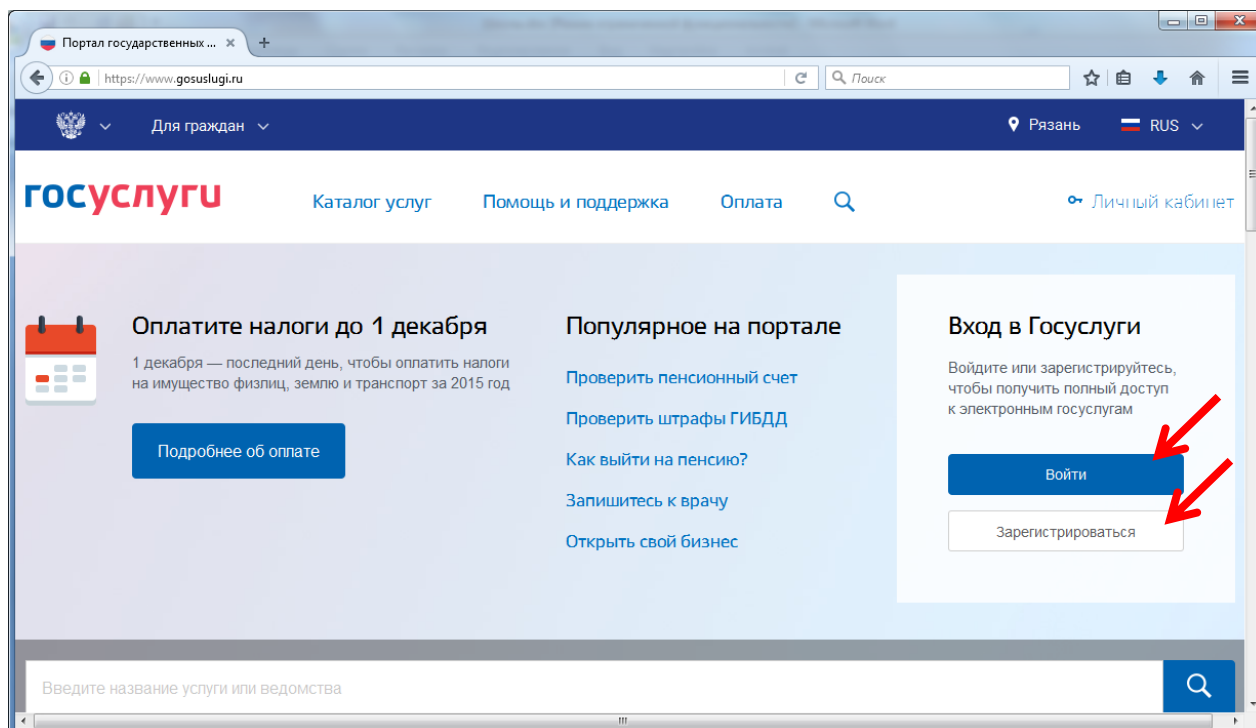 Портал государственных ...
https://www.gosuslugi.ru
Поиск
Для граждан
Рязань
RUS
госуслуги
Каталог услуг
Помощь и поддержка
Оплата
Личный кабинет
Оплатите налоги до 1 декабря
1 декабря — последний день, чтобы оплатить налоги
на имущество физлиц, землю и транспорт за 2015 год
Подробнее об оплате
Популярное на портале
Проверить пенсионный счет
Проверить штрафы ГИБДД
Как выйти на пенсию?
Запишитесь к врачу
Открыть свой бизнес
Вход в Госуслуги
Войдите или зарегистрируйтесь,
чтобы получить полный доступ
к электронным госуслугам
Войти
Зарегистрироваться
Введите название услуги или ведомства